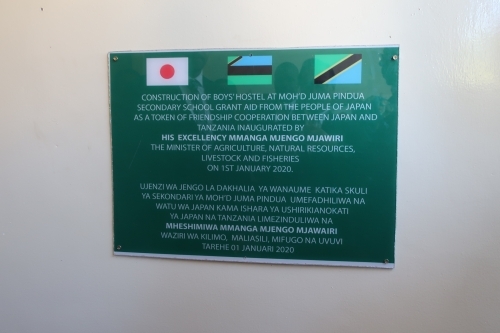 CONSTRUCTION OF BOYS' HOSTEL AT MOH'D JUMA PINDUA
SECONDARY SCHOOL GRANT AID FROM THE PEOPLE OF JAPAN
AS A TOKEN OF FRIENDSHIP COOPERATION BETWEEN JAPAN AND
TANZANIA INAUGURATED BY
HIS EXCELLENCY MMANGA MJENGO MJAWIRI
THE MINISTER OF AGRICULTURE, NATURAL RESOURCES,
LIVESTOCK AND FISHERIES
ON 1ST JANUARY 2020.
UJENZI WA JENGO LA DAKHALIA YA WANAUME KATIKA SKULI
YA SEKONDARI YA MOH'D JUMA PINDUA UMEFADHILIWA NA
WATU WA JAPAN KAMA ISHARA YA USHIRIKIANOKATI
YA JAPAN NA TANZANIA LIMEZINDULIWA NA
MHESHIMIWA MMANGA MJENGO MJAWAIRI
WAZIRI WA KILIMO, MALIASILI, MIFUGO NA UVUVI
TAREHE 01 JANUARI 2020